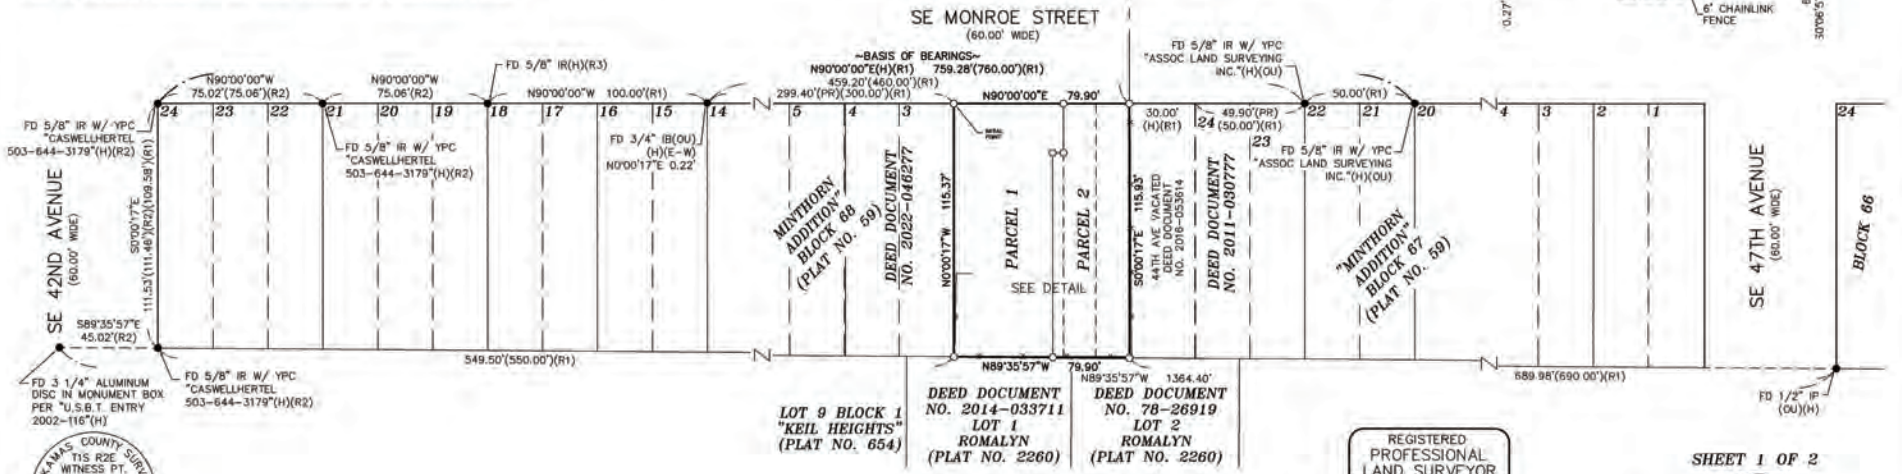 SE MONROE STREET
(60.00' WIDE)
~BASIS OF BEARINGS~
N90°00'00"E(H)(R1) 759.28'(760.00')(R1)
459.20'(460.00')(R1)
299.40'(PR)(300.00')(R1)
N90°00'00"E 79.90'
N90°00'00"W
75.02'(75.06')(R2)
N90°00'00"W
75.06'(R2)
FD 5/8" IR(H)(R3)
N90°00'00"W 100.00'(R1)
FD 5/8" IR W/ YPC
"ASSOC LAND SURVEYING
INC."(H)(OU)
50.00'(R1)
0.27'
6' CHAINLINK
FENCE
24
23
22
21
20
19
18
17
16
15
14
5
4
3
30.00'
(H)(R1)
24
49.90'(PR)
(50.00')(R1)
23
22
21
20
4
3
2
1
24
FD 5/8" IR W/ YPC
"CASWELLHERTEL
503-644-3179"(H)(R2)
FD 5/8" IR W/ YPC
"CASWELLHERTEL
503-644-3179"(H)(R2)
FD 3/4" IB(OU)
(H)(E-W)
N0°00'17"E 0.22'
INITIAL
POINT
FD 5/8" IR W/ YPC
"ASSOC LAND SURVEYING
INC."(H)(OU)
SE 42ND AVENUE
(60.00' WIDE)
S0°00'17"E
111.53'(111.46')(R2)(109.58')(R1)
"MINTHORN
ADDITION"
BLOCK 68
(PLAT NO. 59)
DEED DOCUMENT
NO. 2022-046277
N0°00'17"W 115.37'
PARCEL 1
PARCEL 2
SEE DETAIL
S0°00'17"E 115.93'
44TH AVE VACATED
DEED DOCUMENT
NO. 2016-053614
DEED DOCUMENT
NO. 2011-030777
"MINTHORN
ADDITION"
BLOCK 67
(PLAT NO. 59)
SE 47TH AVENUE
(60.00' WIDE)
BLOCK 66
S89°35'57"E
45.02'(R2)
549.50'(550.00')(R1)
N89°35'57"W 79.90'
N89°35'57"W 1364.40'
689.98'(690.00')(R1)
FD 3 1/4" ALUMINUM
DISC IN MONUMENT BOX
PER "U.S.B.T. ENTRY
2002-116"(H)
FD 5/8" IR W/ YPC
"CASWELLHERTEL
503-644-3179"(H)(R2)
LOT 9 BLOCK 1
"KEIL HEIGHTS"
(PLAT NO. 654)
DEED DOCUMENT
NO. 2014-033711
LOT 1
ROMALYN
(PLAT NO. 2260)
DEED DOCUMENT
NO. 78-26919
LOT 2
ROMALYN
(PLAT NO. 2260)
FD 1/2" IP
(OU)(H)
COUNTY
T1S R2E
WITNESS PT.
REGISTERED
PROFESSIONAL
LAND SURVEYOR
SHEET 1 OF 2